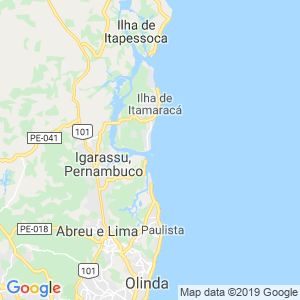 Ilha de
Itapessoca
Ilha de
Itamaracá
101
PE-041
Igarassu,
Pernambuco
PE-018
Abreu e Lima
Paulista
101
Olinda
Google
Map data ©2019 Google